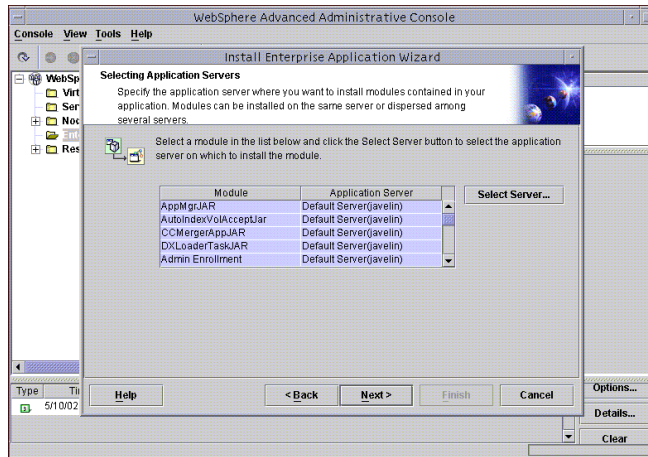 WebSphere Advanced Administrative Console
Console View Tools Help
Install Enterprise Application Wizard
WebSp
Virt
Ser
Noc
Ente
Res
Selecting Application Servers
Specify the application server where you want to install modules contained in your
application. Modules can be installed on the same server or dispersed among
several servers.
Select a module in the list below and click the Select Server button to select the application
server on which to install the module.
Module Application Server
AppMgrJAR Default Server(javelin)
AutoIndexVolAcceptJar Default Server(javelin)
CCMergerAppJAR Default Server(javelin)
DXLoaderTaskJAR Default Server(javelin)
Admin Enrollment Default Server(javelin)
Select Server...
Type Ti
5/10/02
Help < Back Next > Finish Cancel
Options...
Details...
Clear